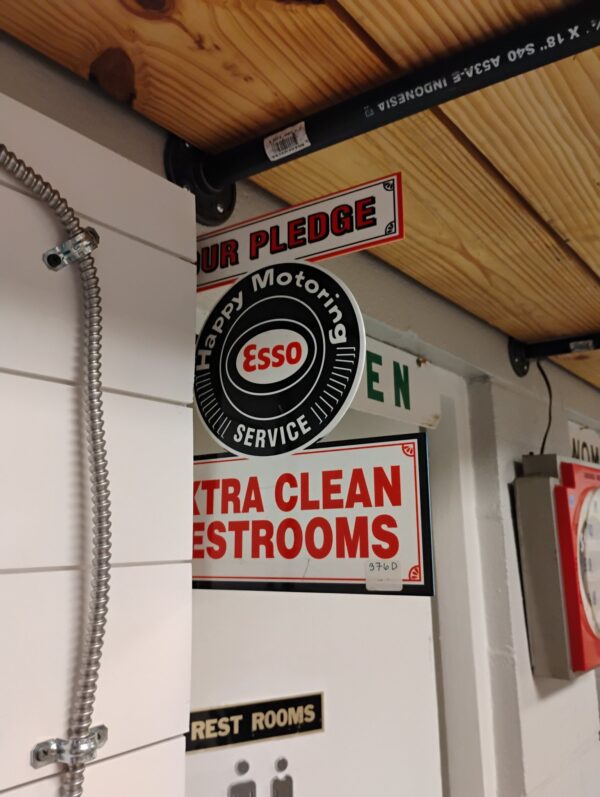 X 18" S40 A53A-E INDONESIA
UR PLEDGE
Happy Motoring
Esso
SERVICE
EN
XTRA CLEAN
ESTROOMS
376D
REST ROOMS